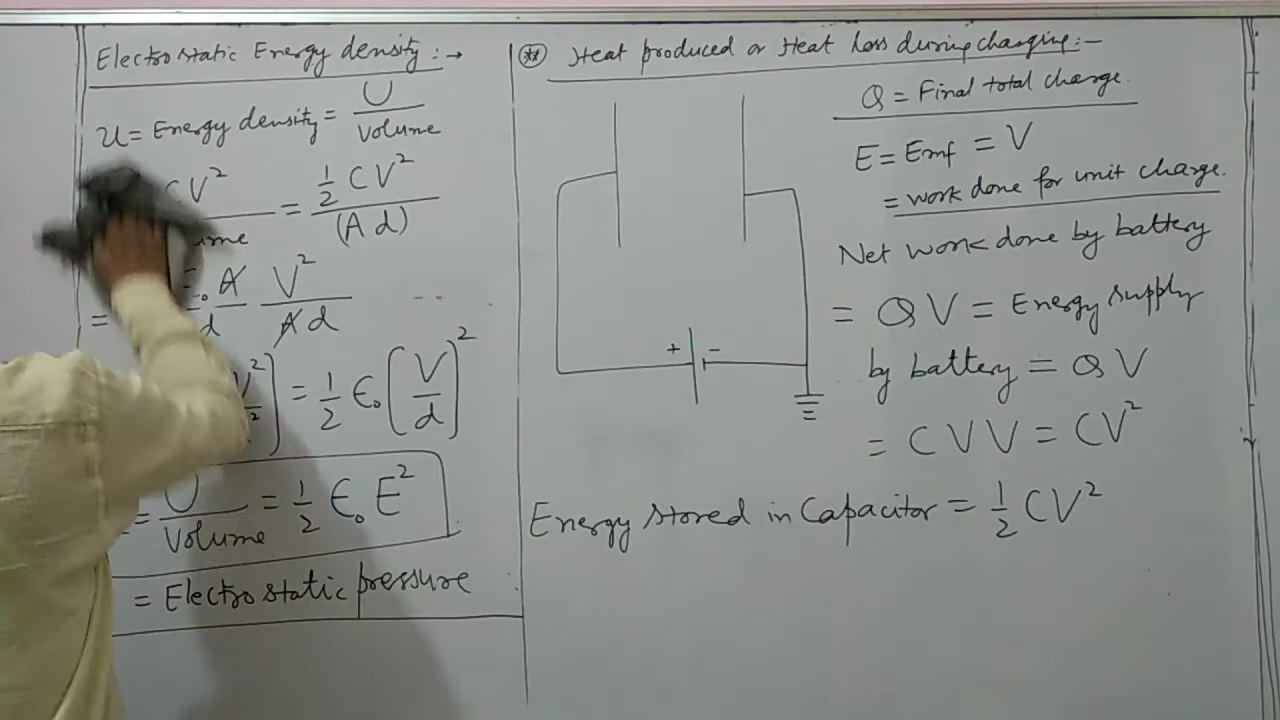 Electrostatic Energy density:→
u = Energy density = U / Volume
CV² = ½ CV² / (A d)
= A V² / d A d
= ½ ε₀ (V / d)²
= U / Volume = ½ ε₀ E²
= Electrostatic pressure
** Heat produced or Heat loss during charging:-
Q = Final total charge.
E = Emf = V
= work done for unit charge.
Net work done by battery
= QV = Energy supply
by battery = QV
= CVV = CV²
+ -
Energy stored in Capacitor = ½ CV²